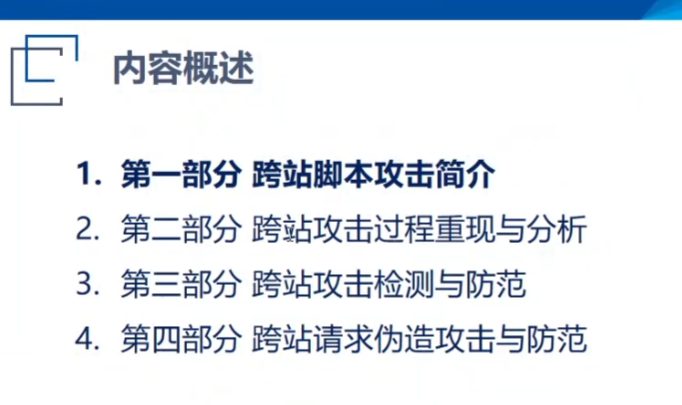 内容概述
1. 第一部分 跨站脚本攻击简介
2. 第二部分 跨站攻击过程重现与分析
3. 第三部分 跨站攻击检测与防范
4. 第四部分 跨站请求伪造攻击与防范